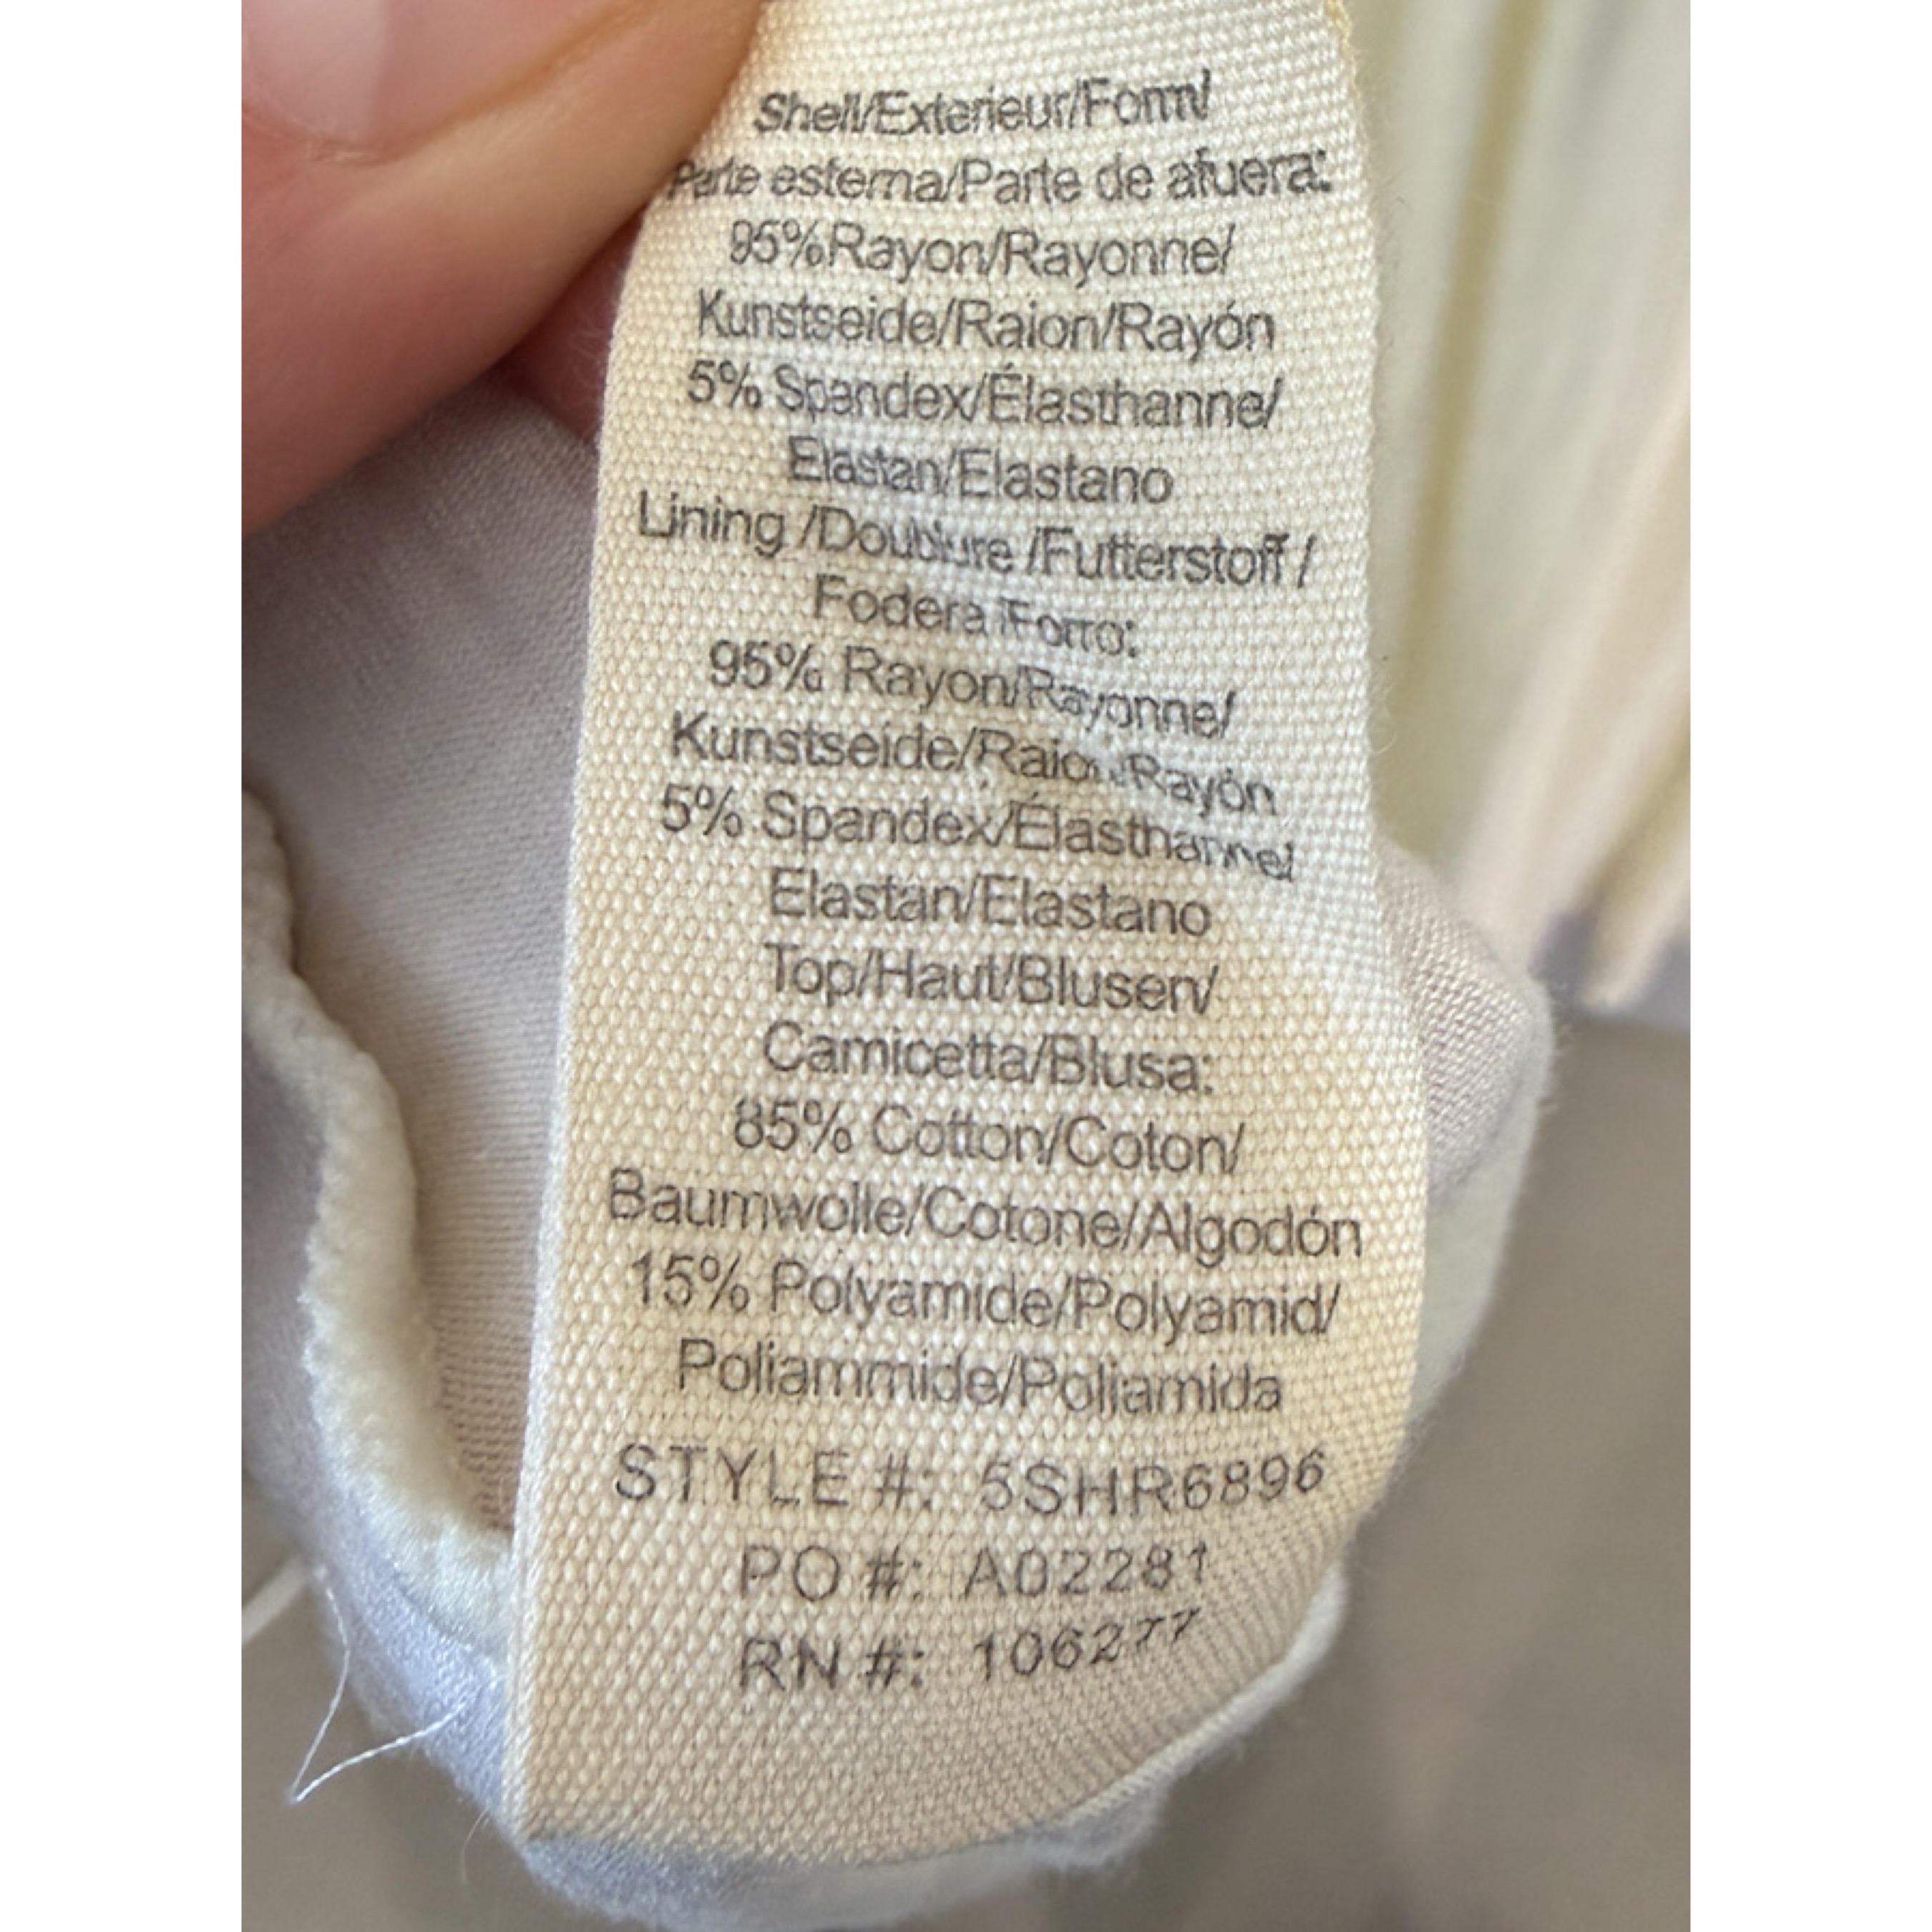 Shell/Exterieur/Form/
Parte esterna/Parte de afuera:
95%Rayon/Rayonne/
Kunstseide/Raion/Rayón
5% Spandex/Élasthanne/
Elastan/Elastano
Lining /Doublure /Futterstoff /
Fodera /Forro:
95% Rayon/Rayonne/
Kunstseide/Raion/Rayón
5% Spandex/Élasthanne/
Elastan/Elastano
Top/Haut/Blusen/
Camicetta/Blusa:
85% Cotton/Coton/
Baumwolle/Cotone/Algodón
15% Polyamide/Polyamid/
Poliammide/Poliamida
STYLE #: 5SHR6896
PO #: A02281
RN #: 106277